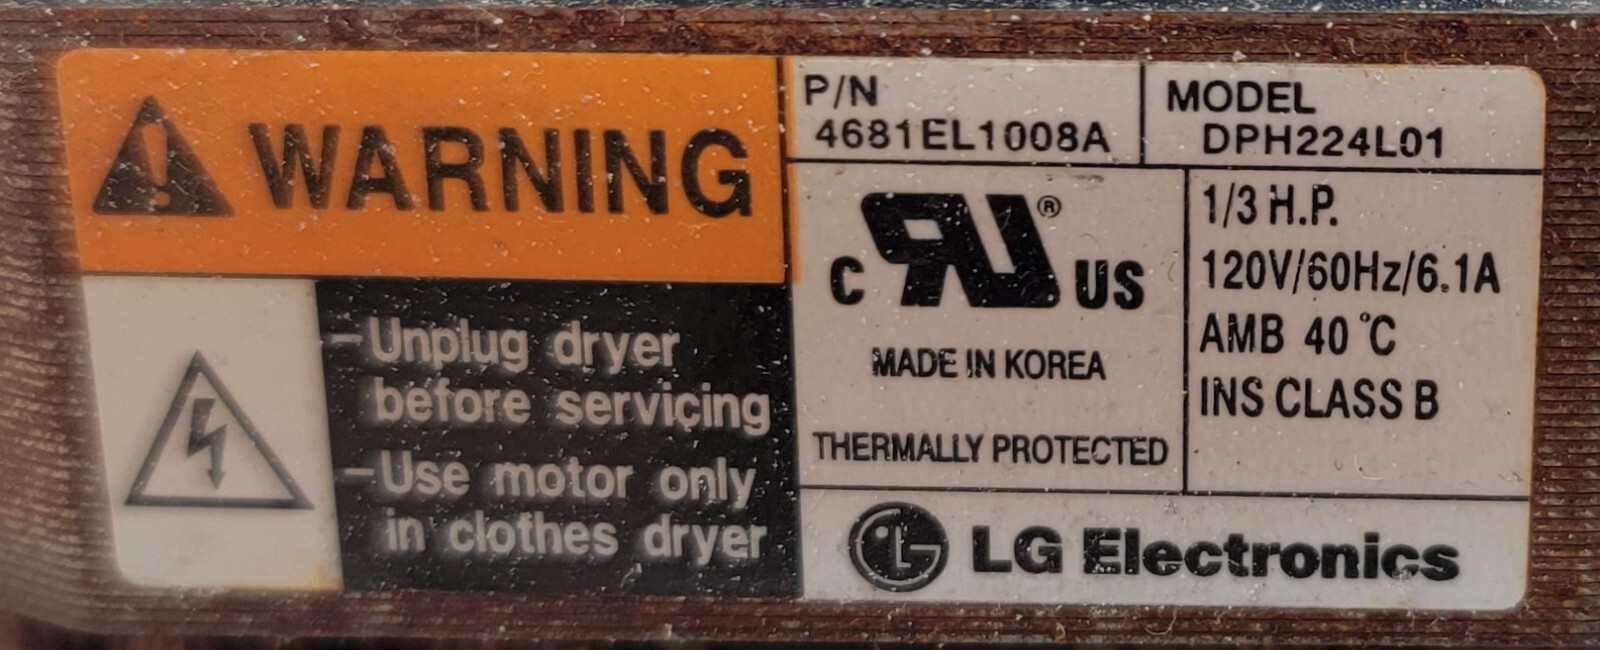 WARNING
-Unplug dryer
before servicing
-Use motor only
in clothes dryer
P/N
4681EL1008A
MODEL
DPH224L01
c RU ® US
MADE IN KOREA
THERMALLY PROTECTED
1/3 H.P.
120V/60Hz/6.1A
AMB 40 °C
INS CLASS B
LG Electronics